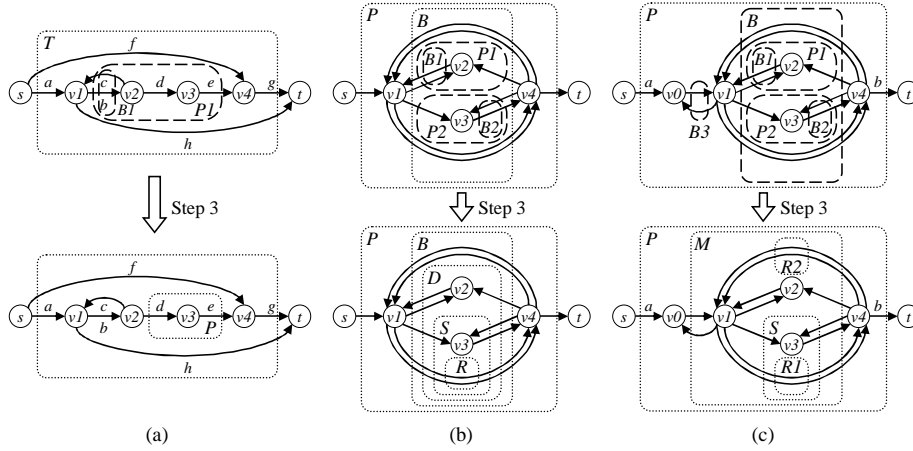 T f
a c d e g
s v1 v2 v3 v4 t
b B1 P1
h
Step 3
f
a c d e g
s v1 v2 v3 v4 t
b P
h
(a)
P B
B1 P1
v2
s v1 v4 t
v3
P2 B2
Step 3
P B
D
v2
s v1 v4 t
S
v3
R
(b)
P B
B1 P1
v2
a b
s v0 v1 v4 t
B3 v3
P2 B2
Step 3
P M
R2
v2
a b
s v0 v1 v4 t
S
v3
R1
(c)